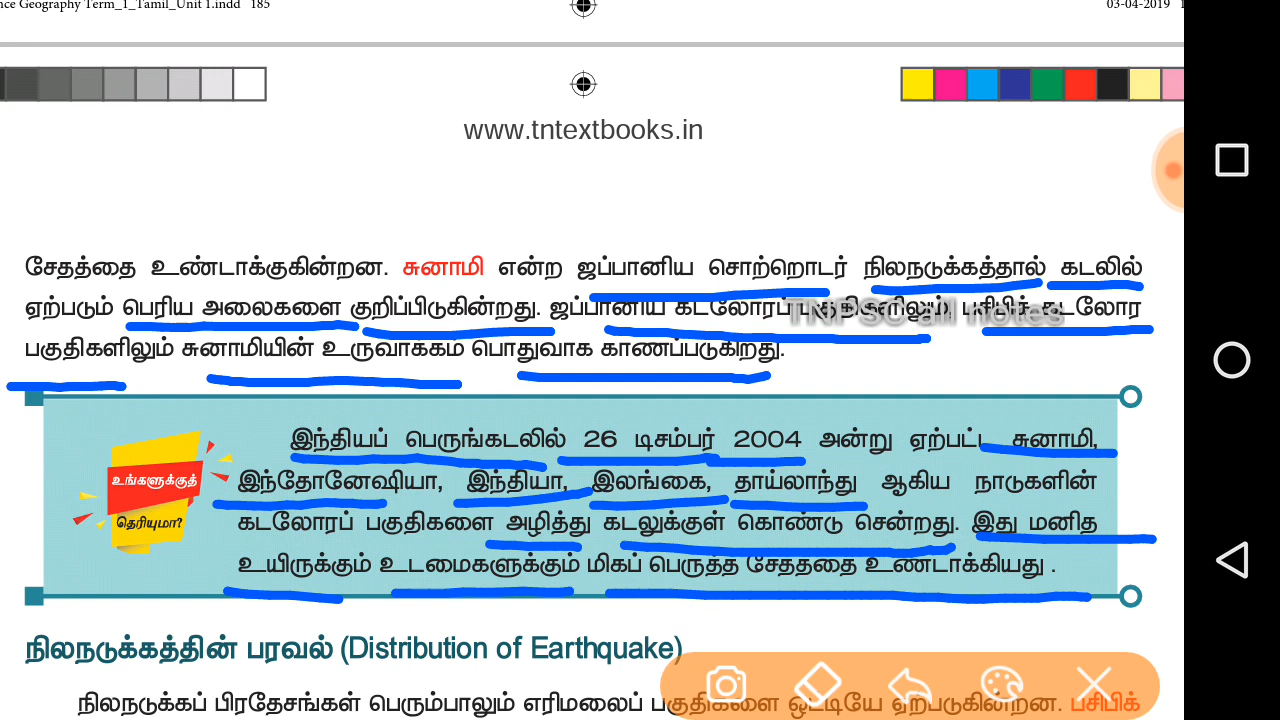 nce Geography Term_1_Tamil_Unit 1.indd 185
03-04-2019 1
www.tntextbooks.in
சேதத்தை உண்டாக்குகின்றன. சுனாமி என்ற ஜப்பானிய சொற்றொடர் நிலநடுக்கத்தால் கடலில்
ஏற்படும் பெரிய அலைகளை குறிப்பிடுகின்றது. ஜப்பானிய கடலோரப் பகுதிகளிலும், பசிபிக் கடலோர
TNPSC all notes
பகுதிகளிலும் சுனாமியின் உருவாக்கம் பொதுவாக காணப்படுகிறது.
உங்களுக்குத்
தெரியுமா?
இந்தியப் பெருங்கடலில் 26 டிசம்பர் 2004 அன்று ஏற்பட்ட சுனாமி,
இந்தோனேஷியா, இந்தியா, இலங்கை, தாய்லாந்து ஆகிய நாடுகளின்
கடலோரப் பகுதிகளை அழித்து கடலுக்குள் கொண்டு சென்றது. இது மனித
உயிருக்கும் உடமைகளுக்கும் மிகப் பெருத்த சேதத்தை உண்டாக்கியது .
நிலநடுக்கத்தின் பரவல் (Distribution of Earthquake)
நிலநடுக்கப் பிரதேசங்கள் பெரும்பாலும் எரிமலைப் பகுதிகளை ஒட்டியே ஏற்படுகின்றன. பசிபிக்